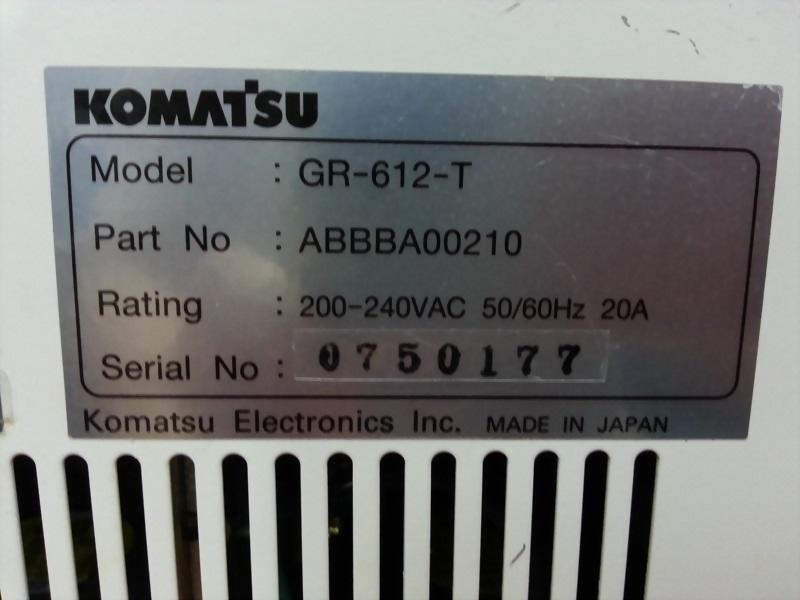 KOMATSU
Model : GR-612-T
Part No : ABBBA00210
Rating : 200-240VAC 50/60Hz 20A
Serial No : 0750177
Komatsu Electronics Inc. MADE IN JAPAN